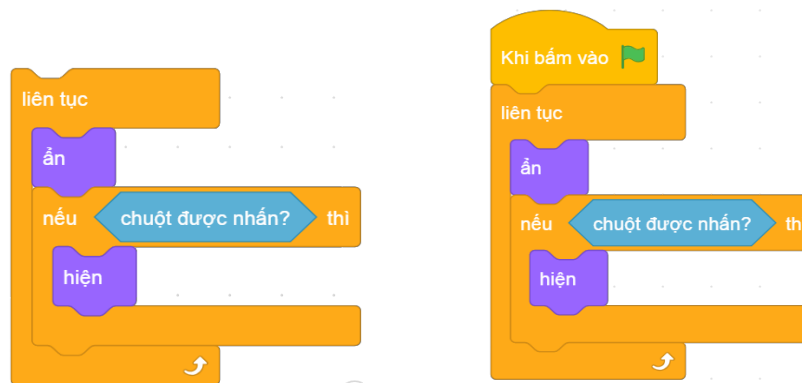 liên tục
ẩn
nếu chuột được nhấn? thì
hiện
Khi bấm vào
liên tục
ẩn
nếu chuột được nhấn? th
hiện